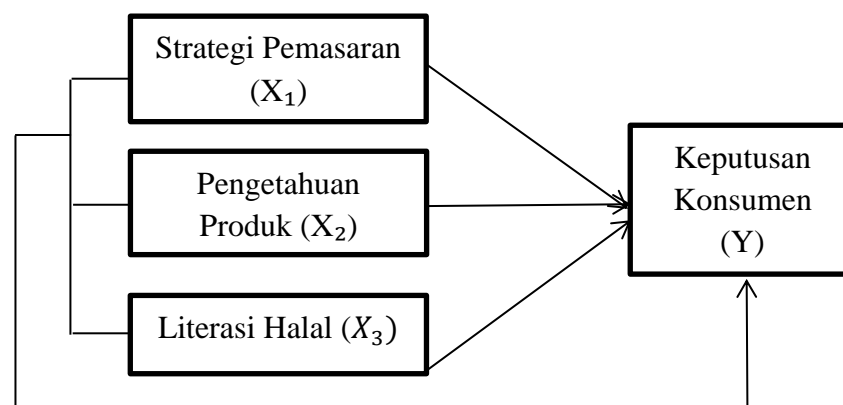 Strategi Pemasaran
(X₁)
Pengetahuan
Produk (X₂)
Literasi Halal (𝑋₃)
Keputusan
Konsumen
(Y)